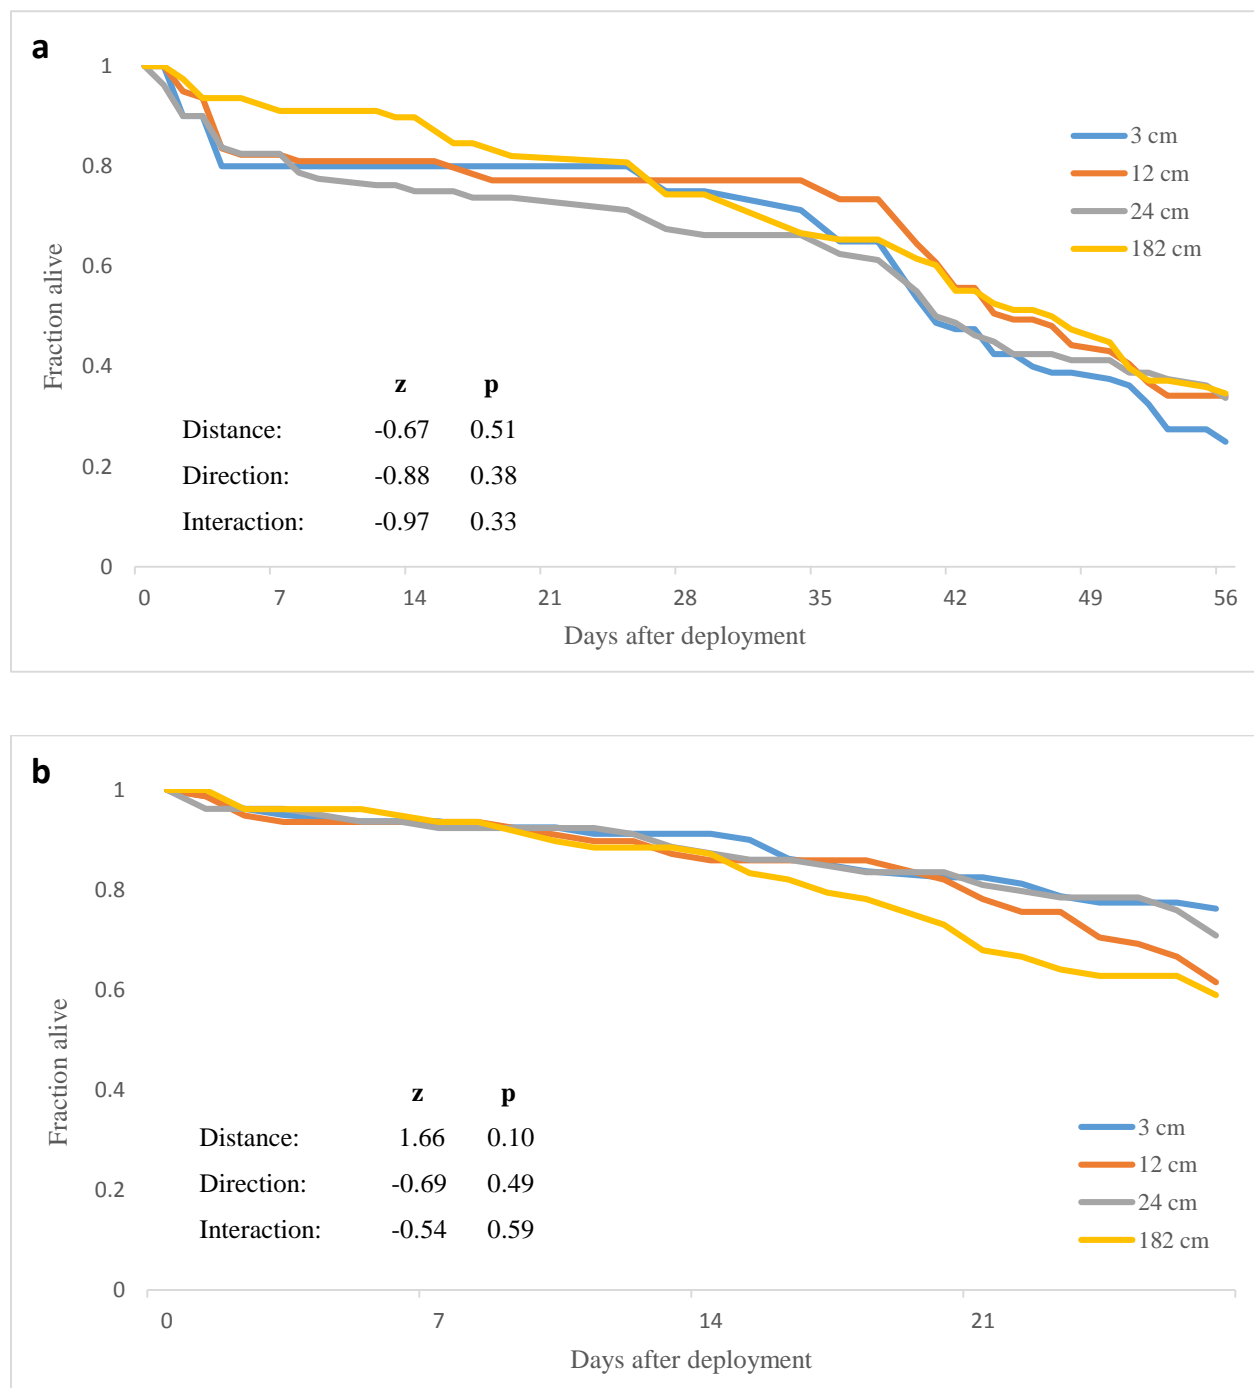 a
1
0.8
0.6
0.4
0.2
0
Fraction alive
3 cm
12 cm
24 cm
182 cm
z p
Distance: -0.67 0.51
Direction: -0.88 0.38
Interaction: -0.97 0.33
0 7 14 21 28 35 42 49 56
Days after deployment
b
1
0.8
0.6
0.4
0.2
0
Fraction alive
z p
Distance: 1.66 0.10
Direction: -0.69 0.49
Interaction: -0.54 0.59
3 cm
12 cm
24 cm
182 cm
0 7 14 21
Days after deployment